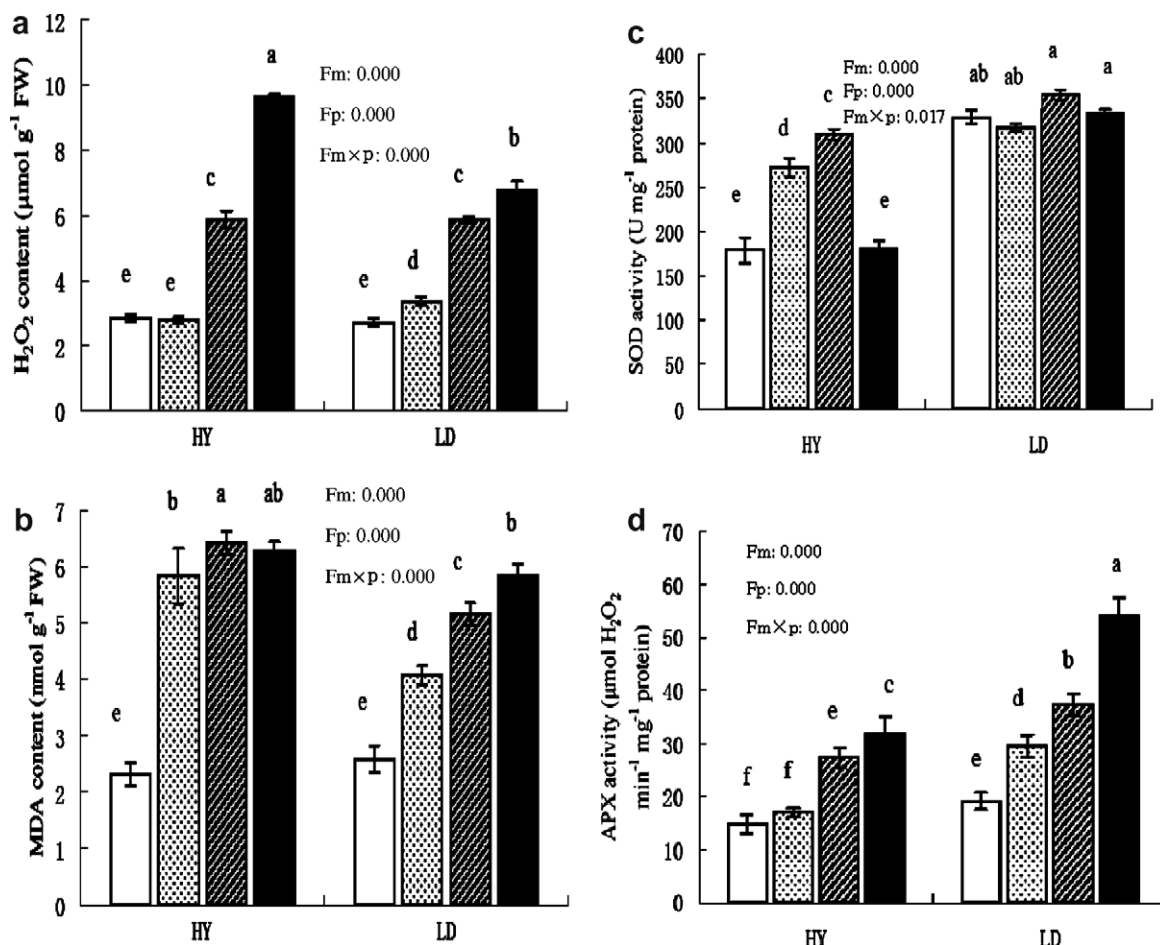 a
H₂O₂ content (μmol g⁻¹ FW)
12
10
8
6
4
2
0
e
e
c
a
e
d
c
b
Fm: 0.000
Fp: 0.000
Fm×p: 0.000
HY
LD
b
MDA content (nmol g⁻¹ FW)
7
6
5
4
3
2
1
0
e
b
a
ab
e
d
c
b
Fm: 0.000
Fp: 0.000
Fm×p: 0.000
HY
LD
c
SOD activity (U mg⁻¹ protein)
400
350
300
250
200
150
100
50
0
e
d
c
e
ab
ab
a
a
Fm: 0.000
Fp: 0.000
Fm×p: 0.017
HY
LD
d
APX activity (μmol H₂O₂
min⁻¹ mg⁻¹ protein)
70
60
50
40
30
20
10
0
f
f
e
c
e
d
b
a
Fm: 0.000
Fp: 0.000
Fm×p: 0.000
HY
LD